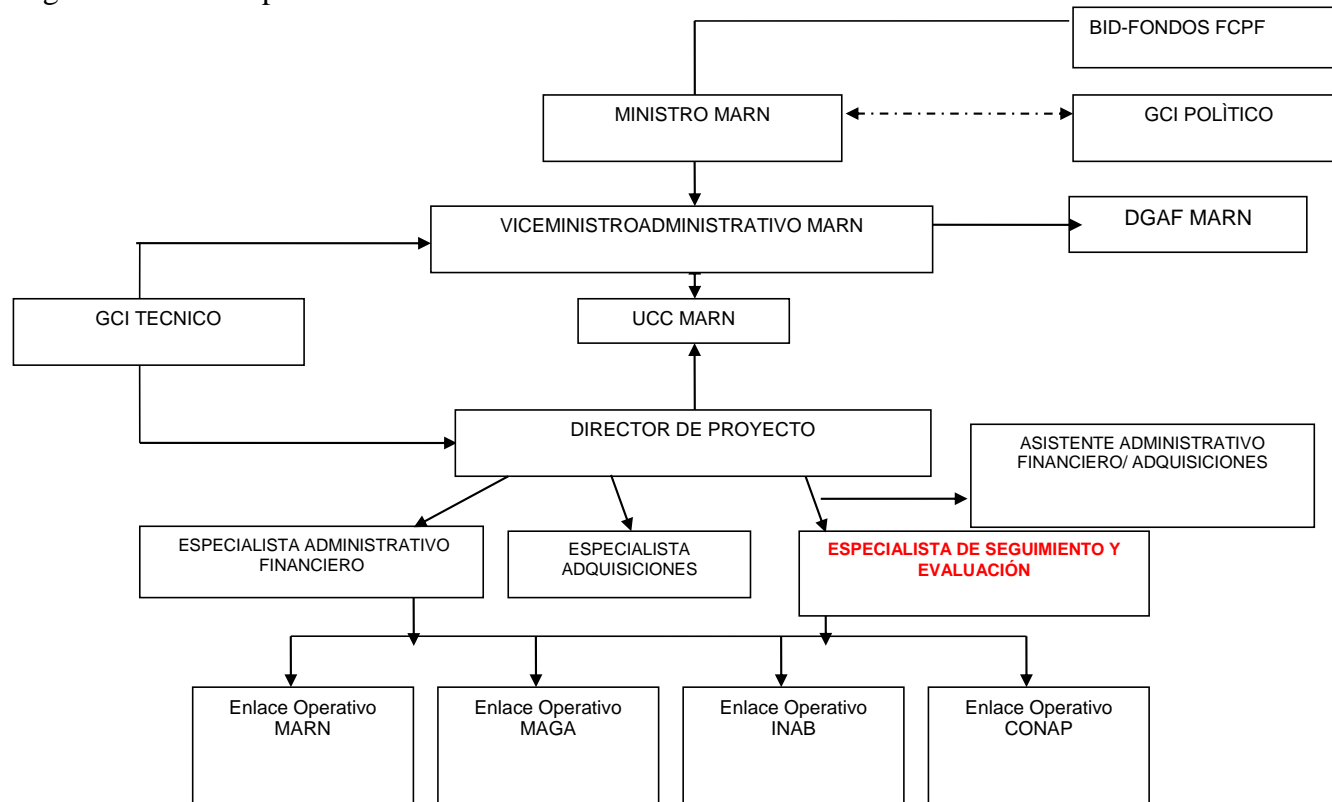 BID-FONDOS FCPF
MINISTRO MARN
GCI POLÌTICO
VICEMINISTROADMINISTRATIVO MARN
DGAF MARN
GCI TECNICO
UCC MARN
DIRECTOR DE PROYECTO
ASISTENTE ADMINISTRATIVO
FINANCIERO/ ADQUISICIONES
ESPECIALISTA ADMINISTRATIVO
FINANCIERO
ESPECIALISTA
ADQUISICIONES
ESPECIALISTA DE SEGUIMIENTO Y
EVALUACIÓN
Enlace Operativo
MARN
Enlace Operativo
MAGA
Enlace Operativo
INAB
Enlace Operativo
CONAP